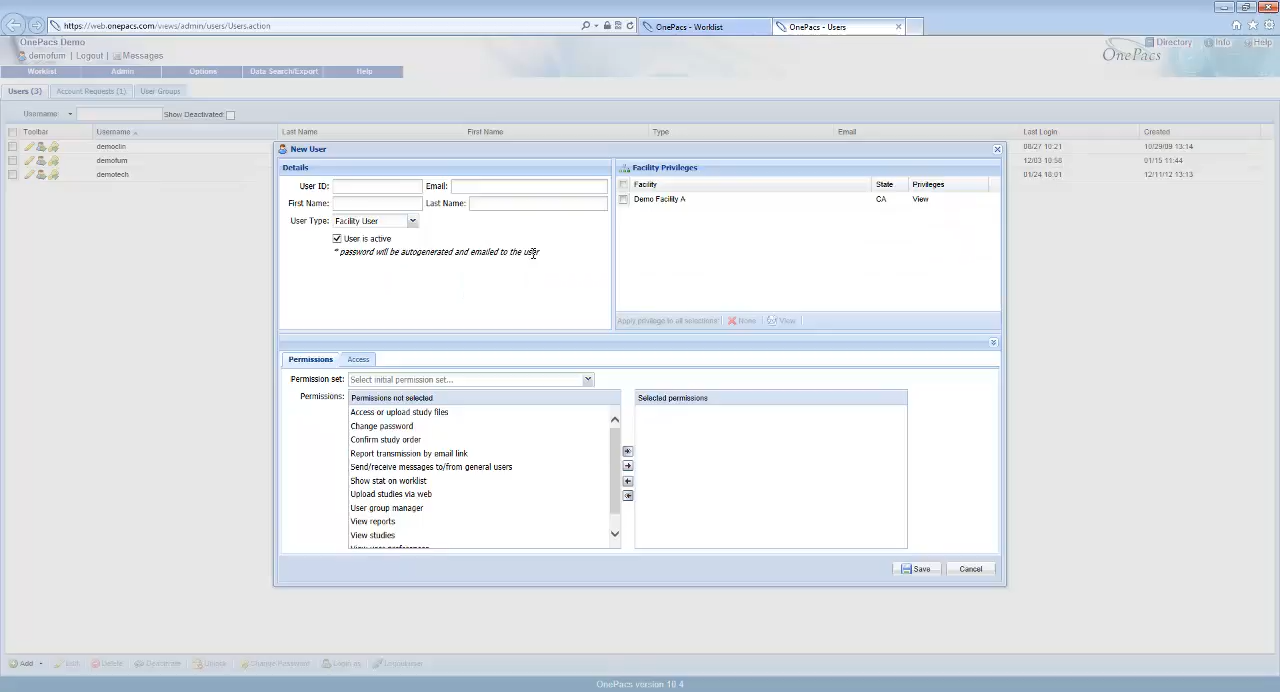 https://web.onepacs.com/views/admin/users/Users.action
OnePacs - Worklist
OnePacs - Users
OnePacs Demo
demofum | Logout | Messages
Directory Info Help
OnePacs
Worklist Admin Options Data Search/Export Help
Users (3) Account Requests (1) User Groups
Username: Show Deactivated:
Toolbar Username Last Name First Name Type Email Last Login Created
democlin 08/27 18:21 10/29/09 13:14
demofum 12/03 18:58 01/15 11:44
demotech 01/24 18:01 12/11/12 13:13
New User
Details
User ID: Email:
First Name: Last Name:
User Type: Facility User
User is active
* password will be autogenerated and emailed to the user
Facility Privileges
Facility State Privileges
Demo Facility A CA View
Apply privilege to all selections: None View
Permissions Access
Permission set: Select initial permission set...
Permissions: Permissions not selected
Access or upload study files
Change password
Confirm study order
Report transmission by email link
Send/receive messages to/from general users
Show stat on worklist
Upload studies via web
User group manager
View reports
View studies
View user preferences
Selected permissions
Save Cancel
Add Edit Delete Deactivate Unlock Change Password Login as
OnePacs version 10.4